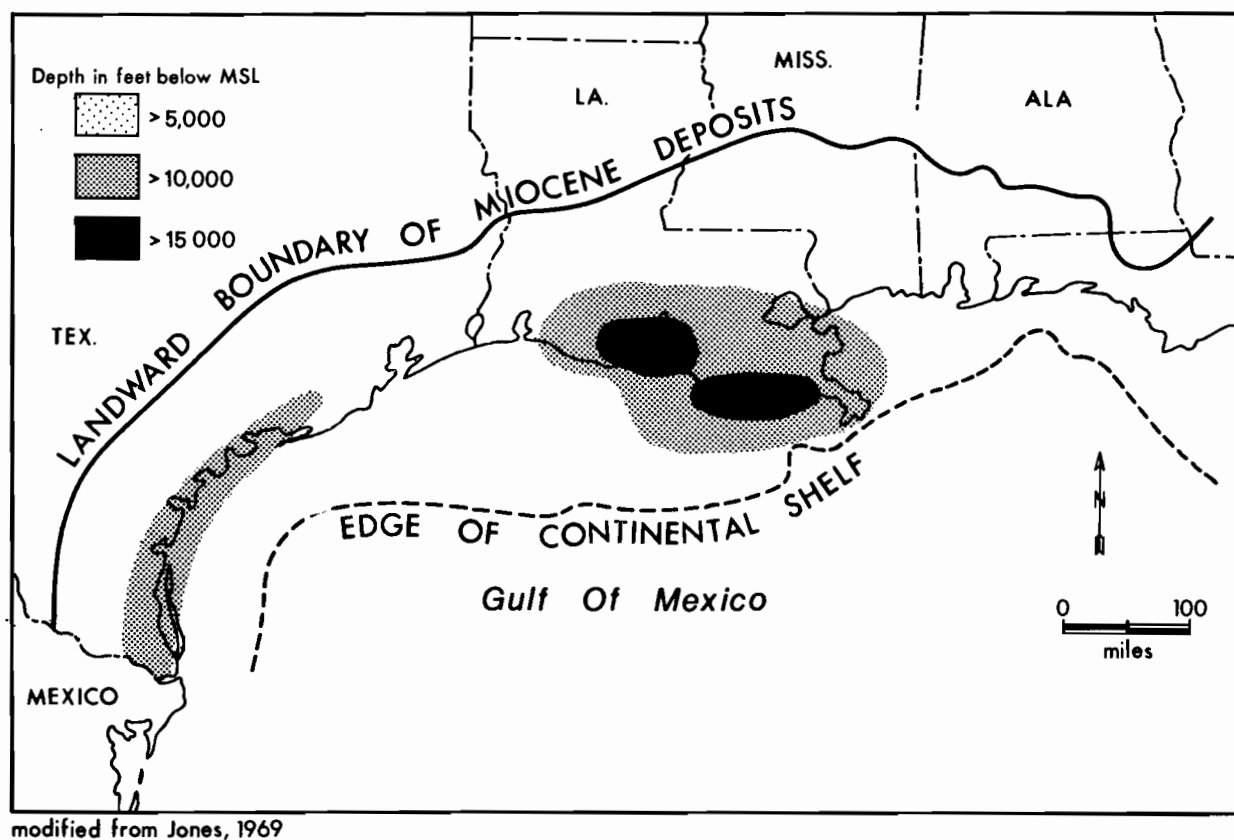 Depth in feet below MSL
> 5,000
> 10,000
> 15 000
LA.
MISS.
ALA
TEX.
LANDWARD BOUNDARY OF MIOCENE DEPOSITS
EDGE OF CONTINENTAL SHELF
Gulf Of Mexico
MEXICO
N
0 100
miles
modified from Jones, 1969